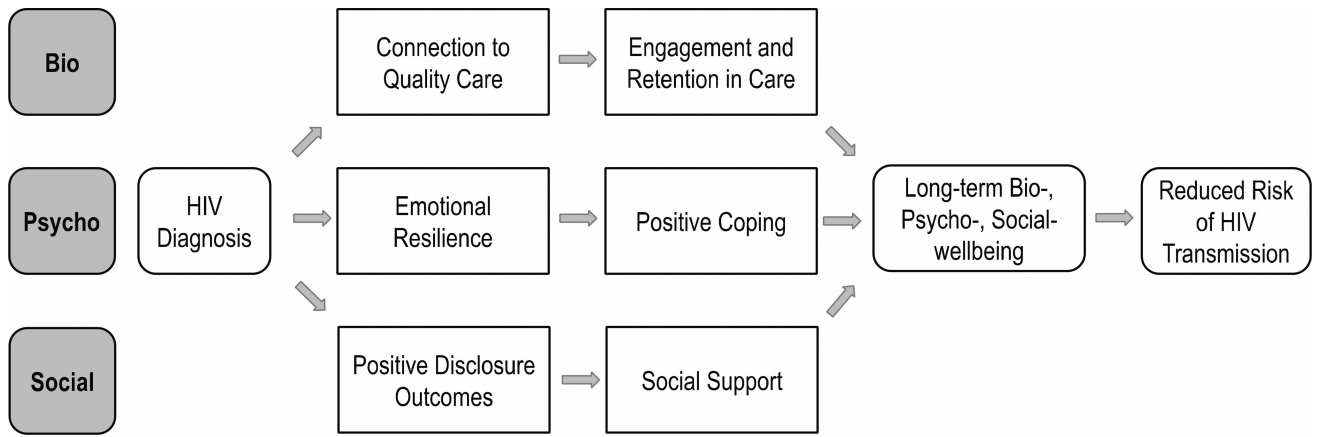 Bio
Connection to
Quality Care
Engagement and
Retention in Care
Psycho
HIV
Diagnosis
Emotional
Resilience
Positive Coping
Long-term Bio-,
Psycho-, Social-
wellbeing
Reduced Risk
of HIV
Transmission
Social
Positive Disclosure
Outcomes
Social Support